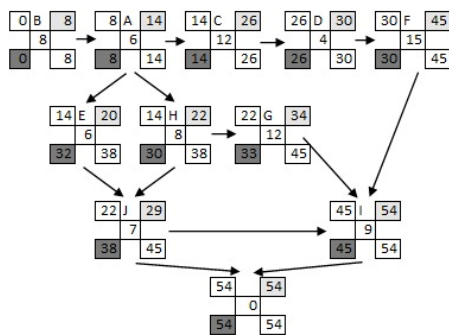 0 B 8 8 A 14 14 C 26 26 D 30 30 F 45
8 6 12 4 15
0 8 8 14 14 26 26 30 30 45
14 E 20 14 H 22 22 G 34
6 8 12
32 38 30 38 33 45
22 J 29 45 I 54
7 9
38 45 45 54
54 54
0
54 54